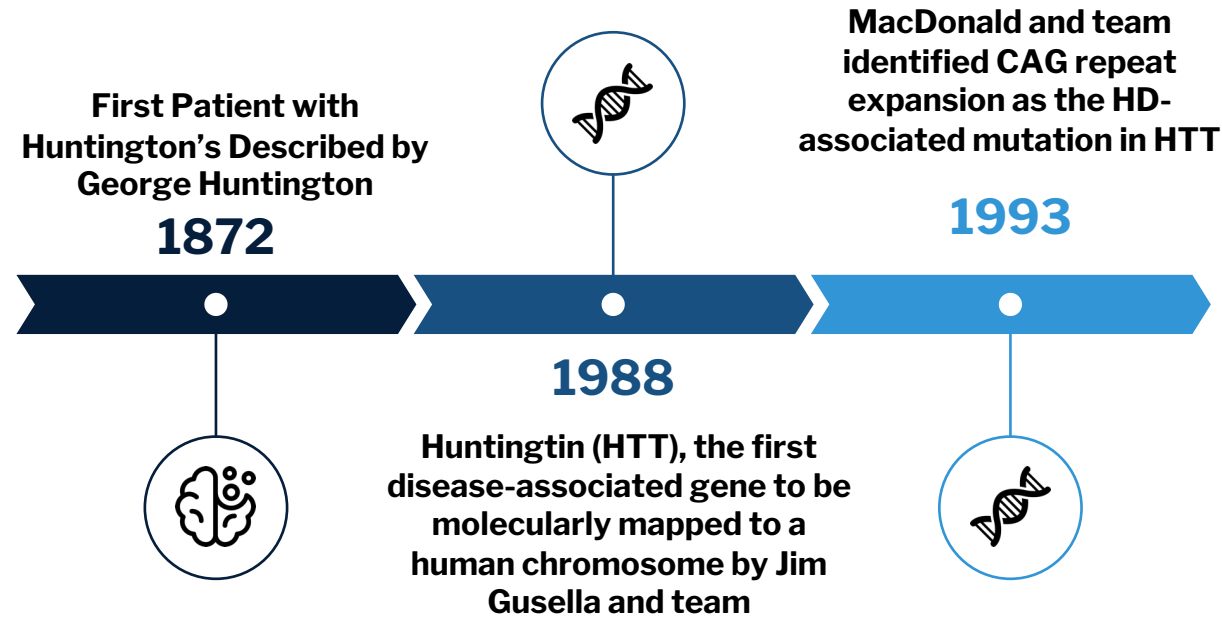 First Patient with
Huntington’s Described by
George Huntington
1872
1988
Huntingtin (HTT), the first
disease-associated gene to be
molecularly mapped to a
human chromosome by Jim
Gusella and team
MacDonald and team
identified CAG repeat
expansion as the HD-
associated mutation in HTT
1993